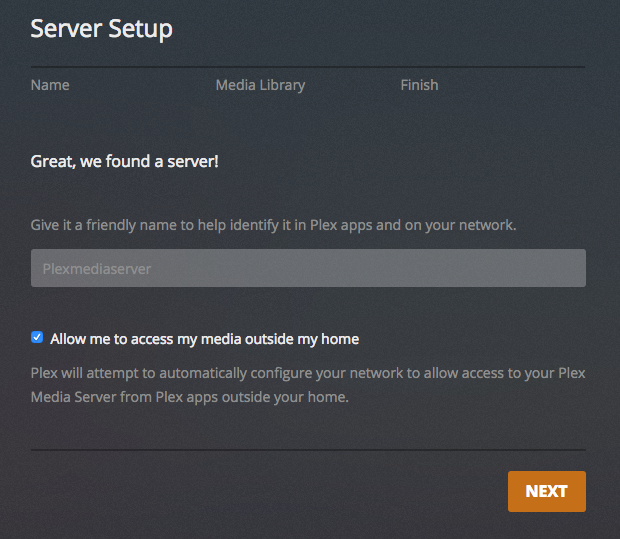 Server Setup
Name Media Library Finish
Great, we found a server!
Give it a friendly name to help identify it in Plex apps and on your network.
Plexmediaserver
Allow me to access my media outside my home
Plex will attempt to automatically configure your network to allow access to your Plex
Media Server from Plex apps outside your home.
NEXT